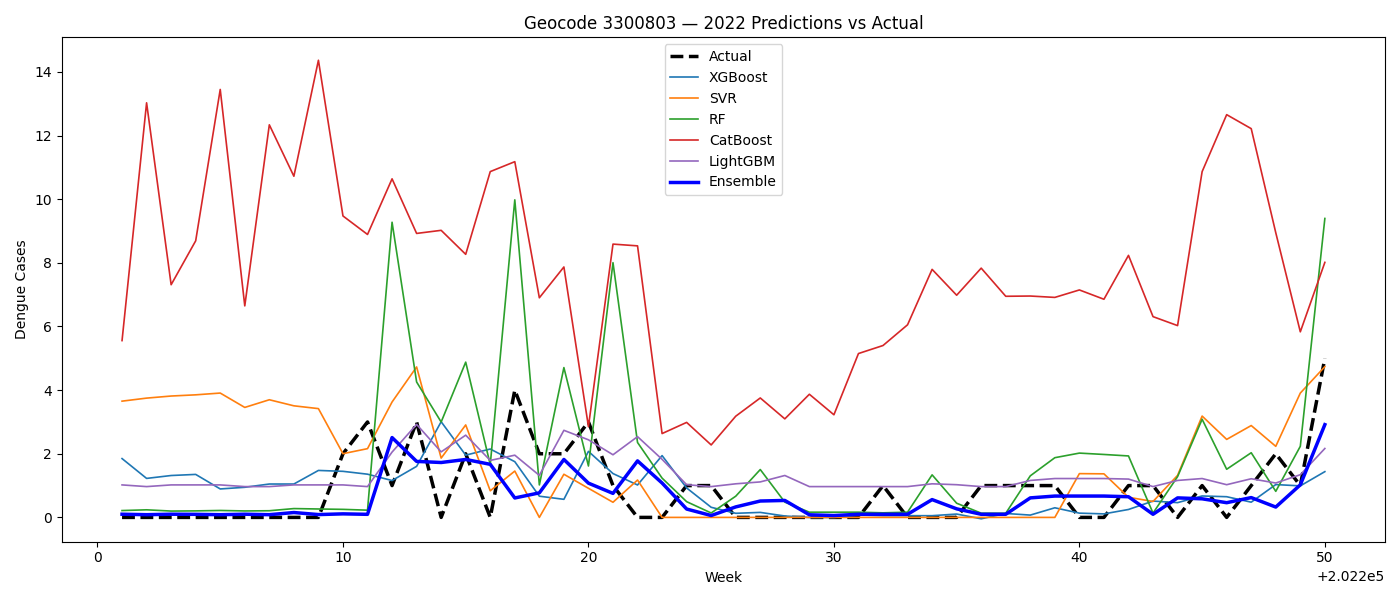 Geocode 3300803 — 2022 Predictions vs Actual
Actual
XGBoost
SVR
RF
CatBoost
LightGBM
Ensemble
Dengue Cases
14
12
10
8
6
4
2
0
0 10 20 30 40 50
Week
+2.022e5